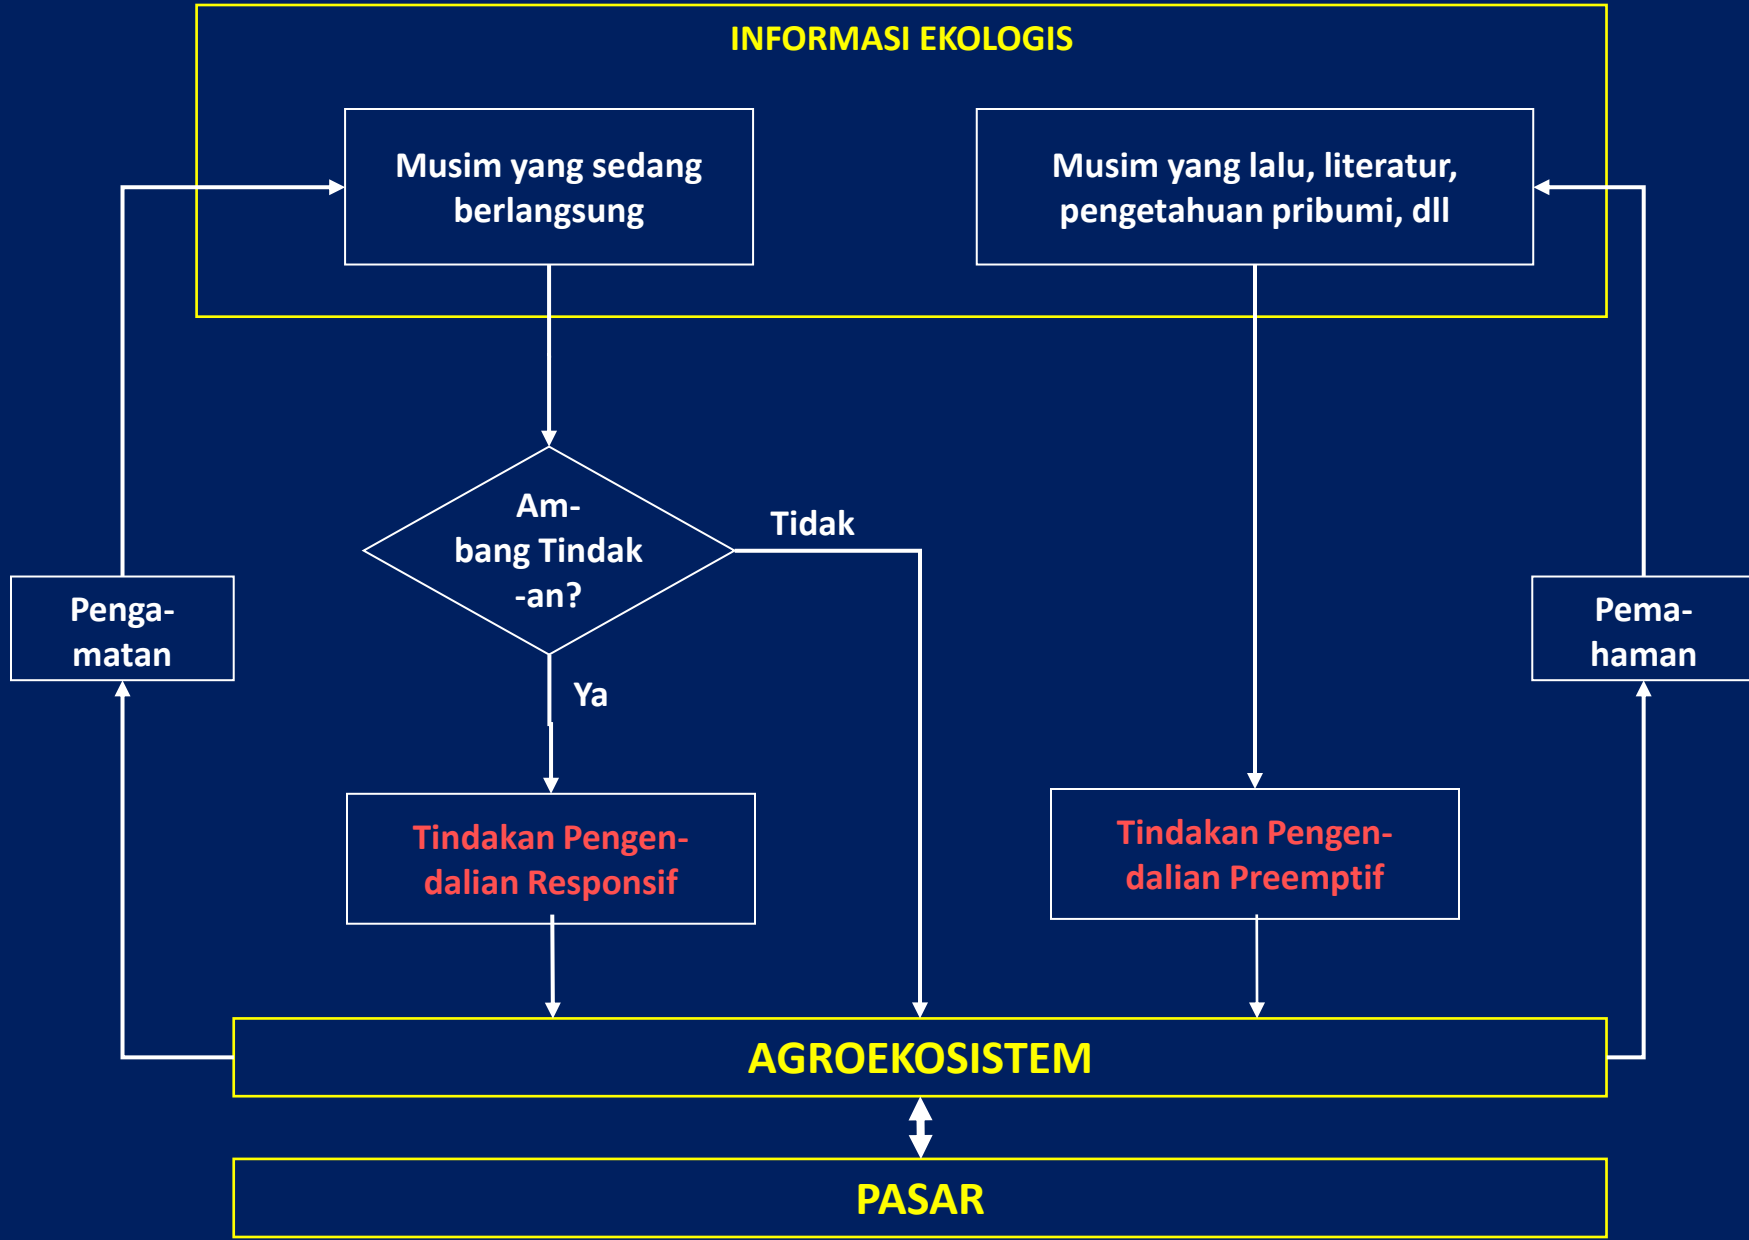 INFORMASI EKOLOGIS
Musim yang sedang
berlangsung
Musim yang lalu, literatur,
pengetahuan pribumi, dll
Am-
bang Tindak
-an?
Tidak
Penga-
matan
Pema-
haman
Ya
Tindakan Pengen-
dalian Responsif
Tindakan Pengen-
dalian Preemptif
AGROEKOSISTEM
PASAR